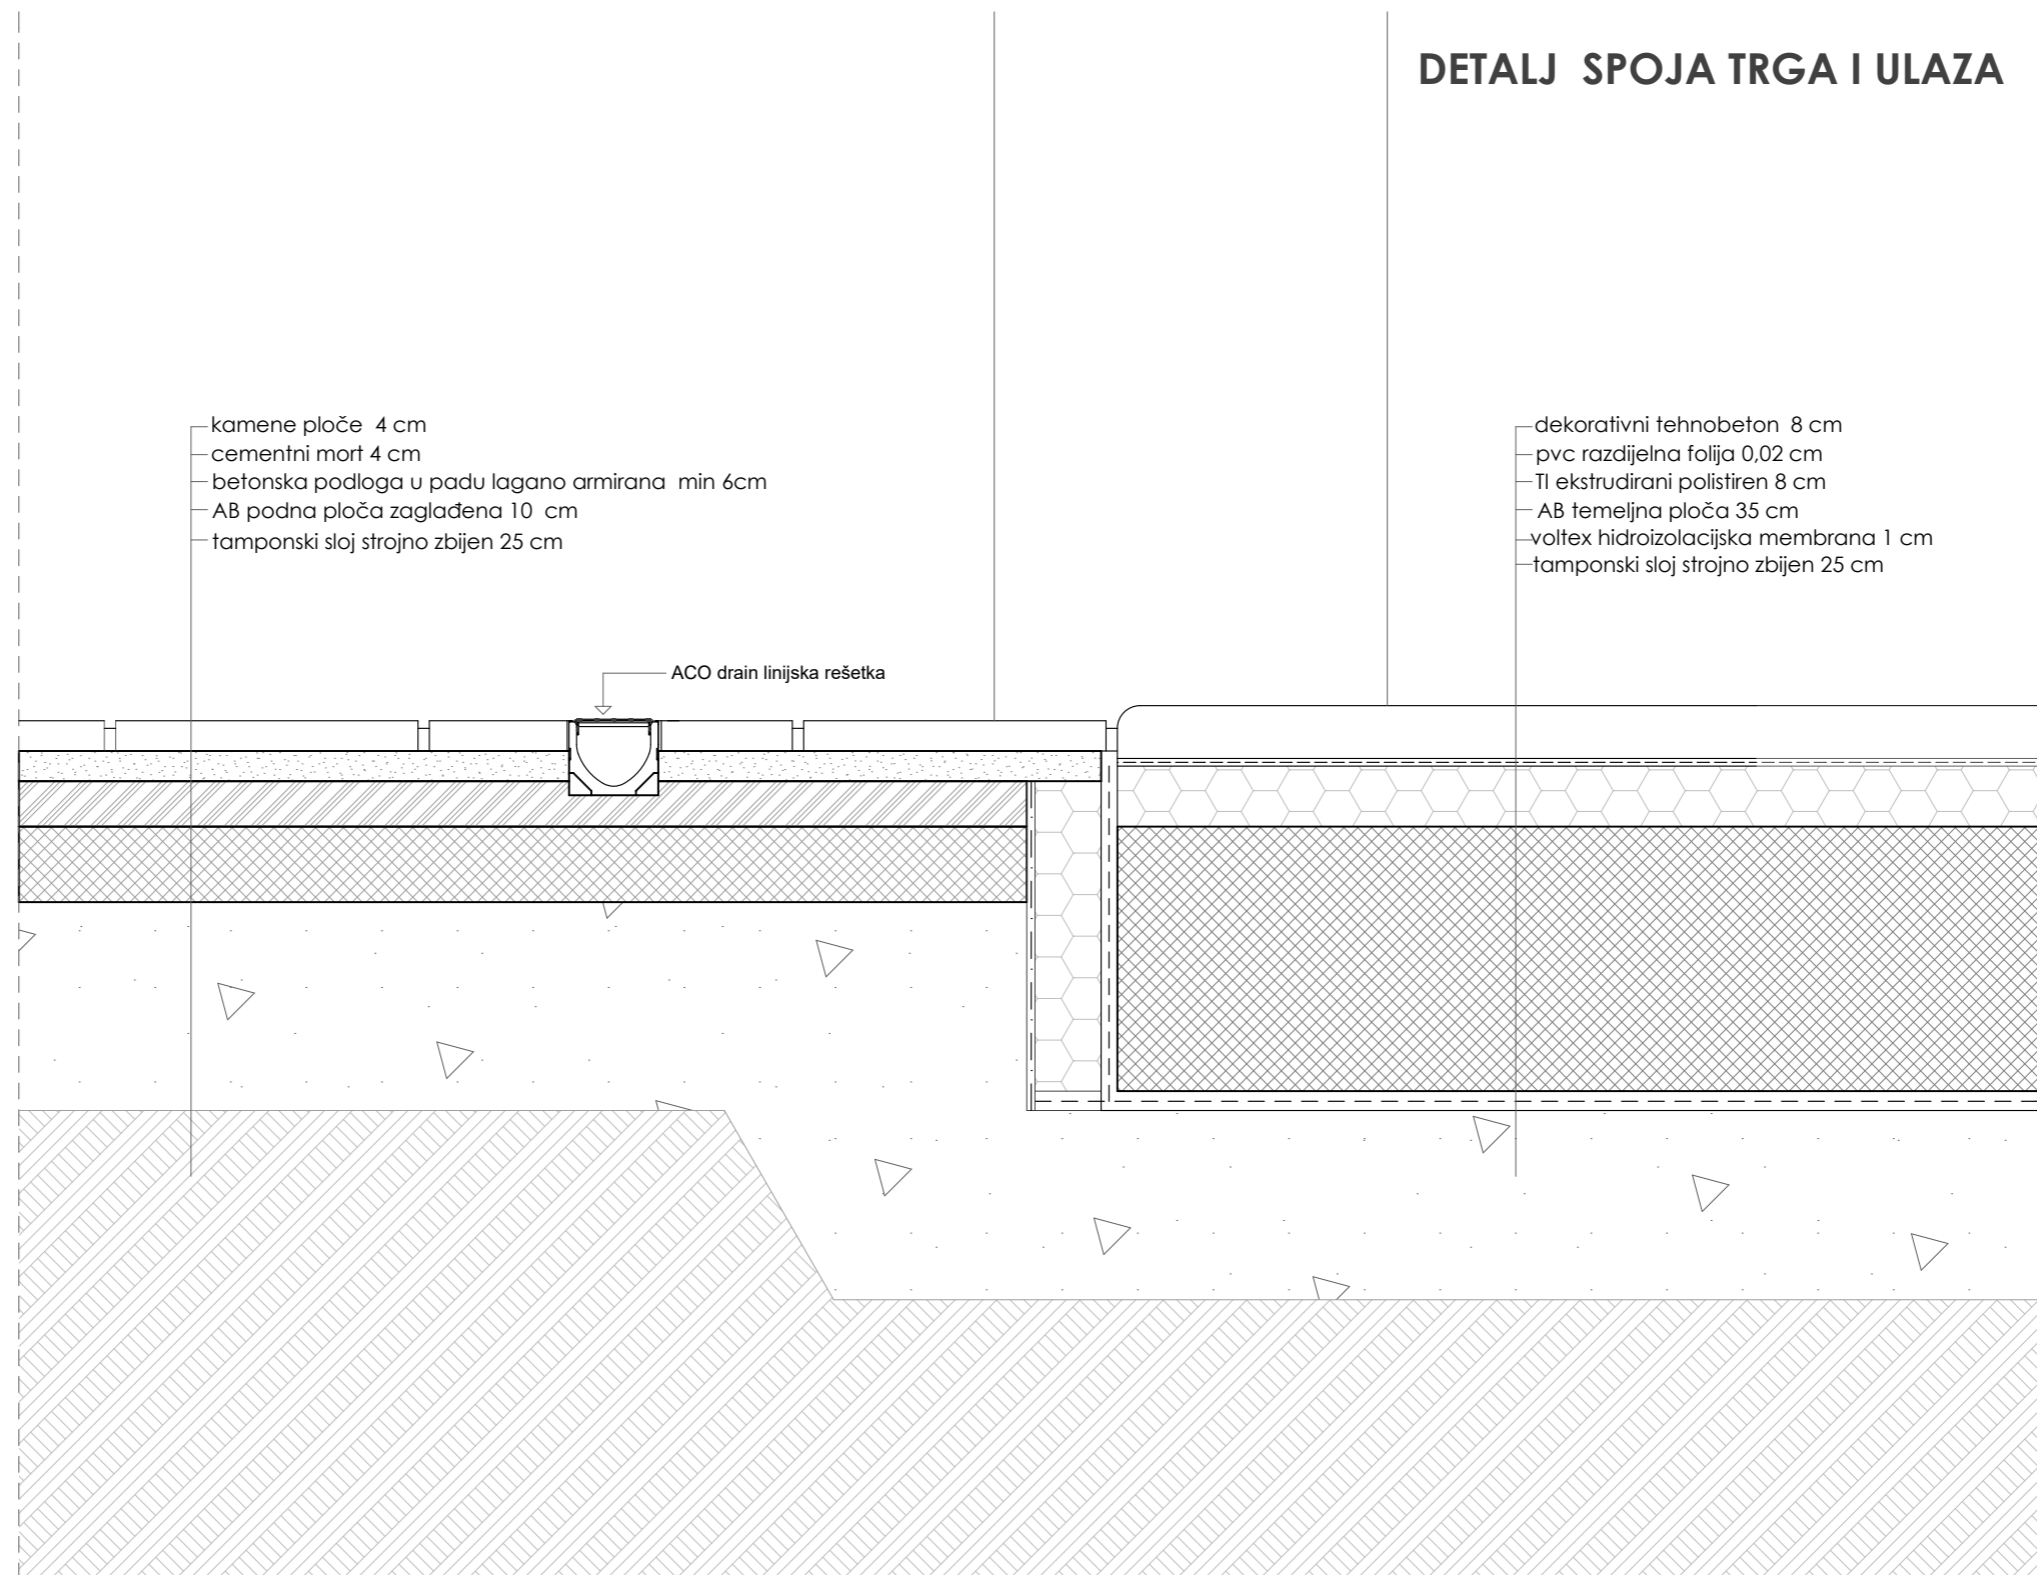 DETALJ SPOJA TRGA I ULAZA
kamene ploče 4 cm
cementni mort 4 cm
betonska podloga u padu lagano armirana min 6cm
AB podna ploča zaglađena 10 cm
tamponski sloj strojno zbijen 25 cm
dekorativni tehnobeton 8 cm
pvc razdijelna folija 0,02 cm
TI ekstrudirani polistiren 8 cm
AB temeljna ploča 35 cm
voltex hidroizolacijska membrana 1 cm
tamponski sloj strojno zbijen 25 cm
ACO drain linijska rešetka